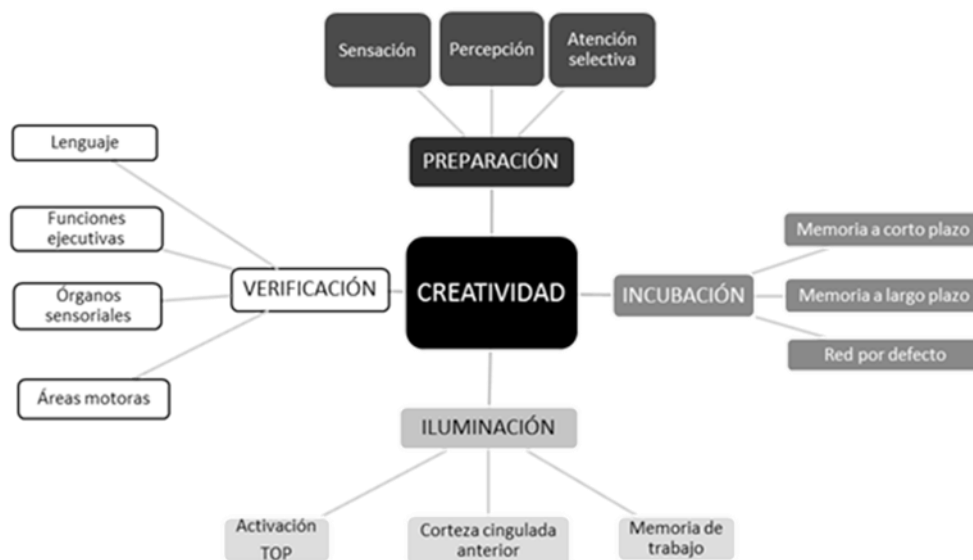 Sensación
Percepción
Atención
selectiva
PREPARACIÓN
Lenguaje
Funciones
ejecutivas
Órganos
sensoriales
Áreas motoras
VERIFICACIÓN
CREATIVIDAD
INCUBACIÓN
Memoria a corto plazo
Memoria a largo plazo
Red por defecto
ILUMINACIÓN
Activación
TOP
Corteza cingulada
anterior
Memoria de
trabajo